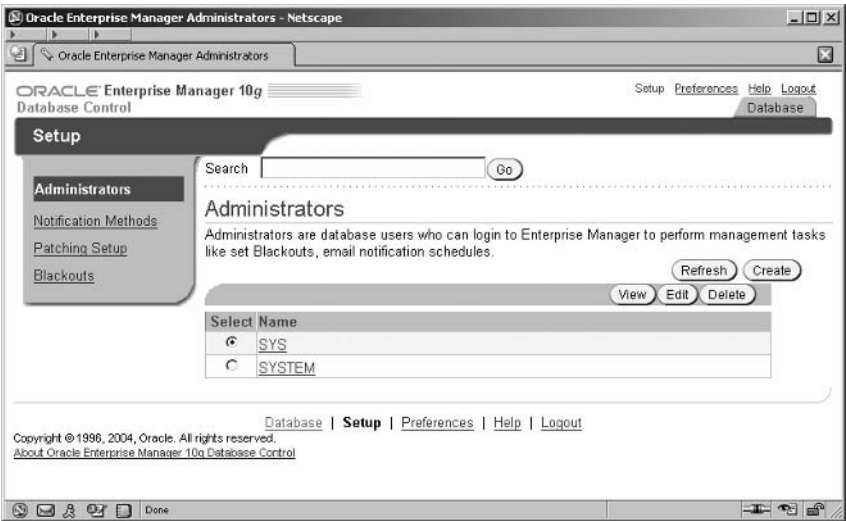 Oracle Enterprise Manager Administrators - Netscape
Oracle Enterprise Manager Administrators
ORACLE Enterprise Manager 10g
Database Control
Setup Preferences Help Logout
Database
Setup
Search Go
Administrators
Notification Methods
Patching Setup
Blackouts
Administrators
Administrators are database users who can login to Enterprise Manager to perform management tasks
like set Blackouts, email notification schedules.
Refresh Create
View Edit Delete
Select Name
SYS
SYSTEM
Database | Setup | Preferences | Help | Logout
Copyright © 1996, 2004, Oracle. All rights reserved.
About Oracle Enterprise Manager 10g Database Control
Done